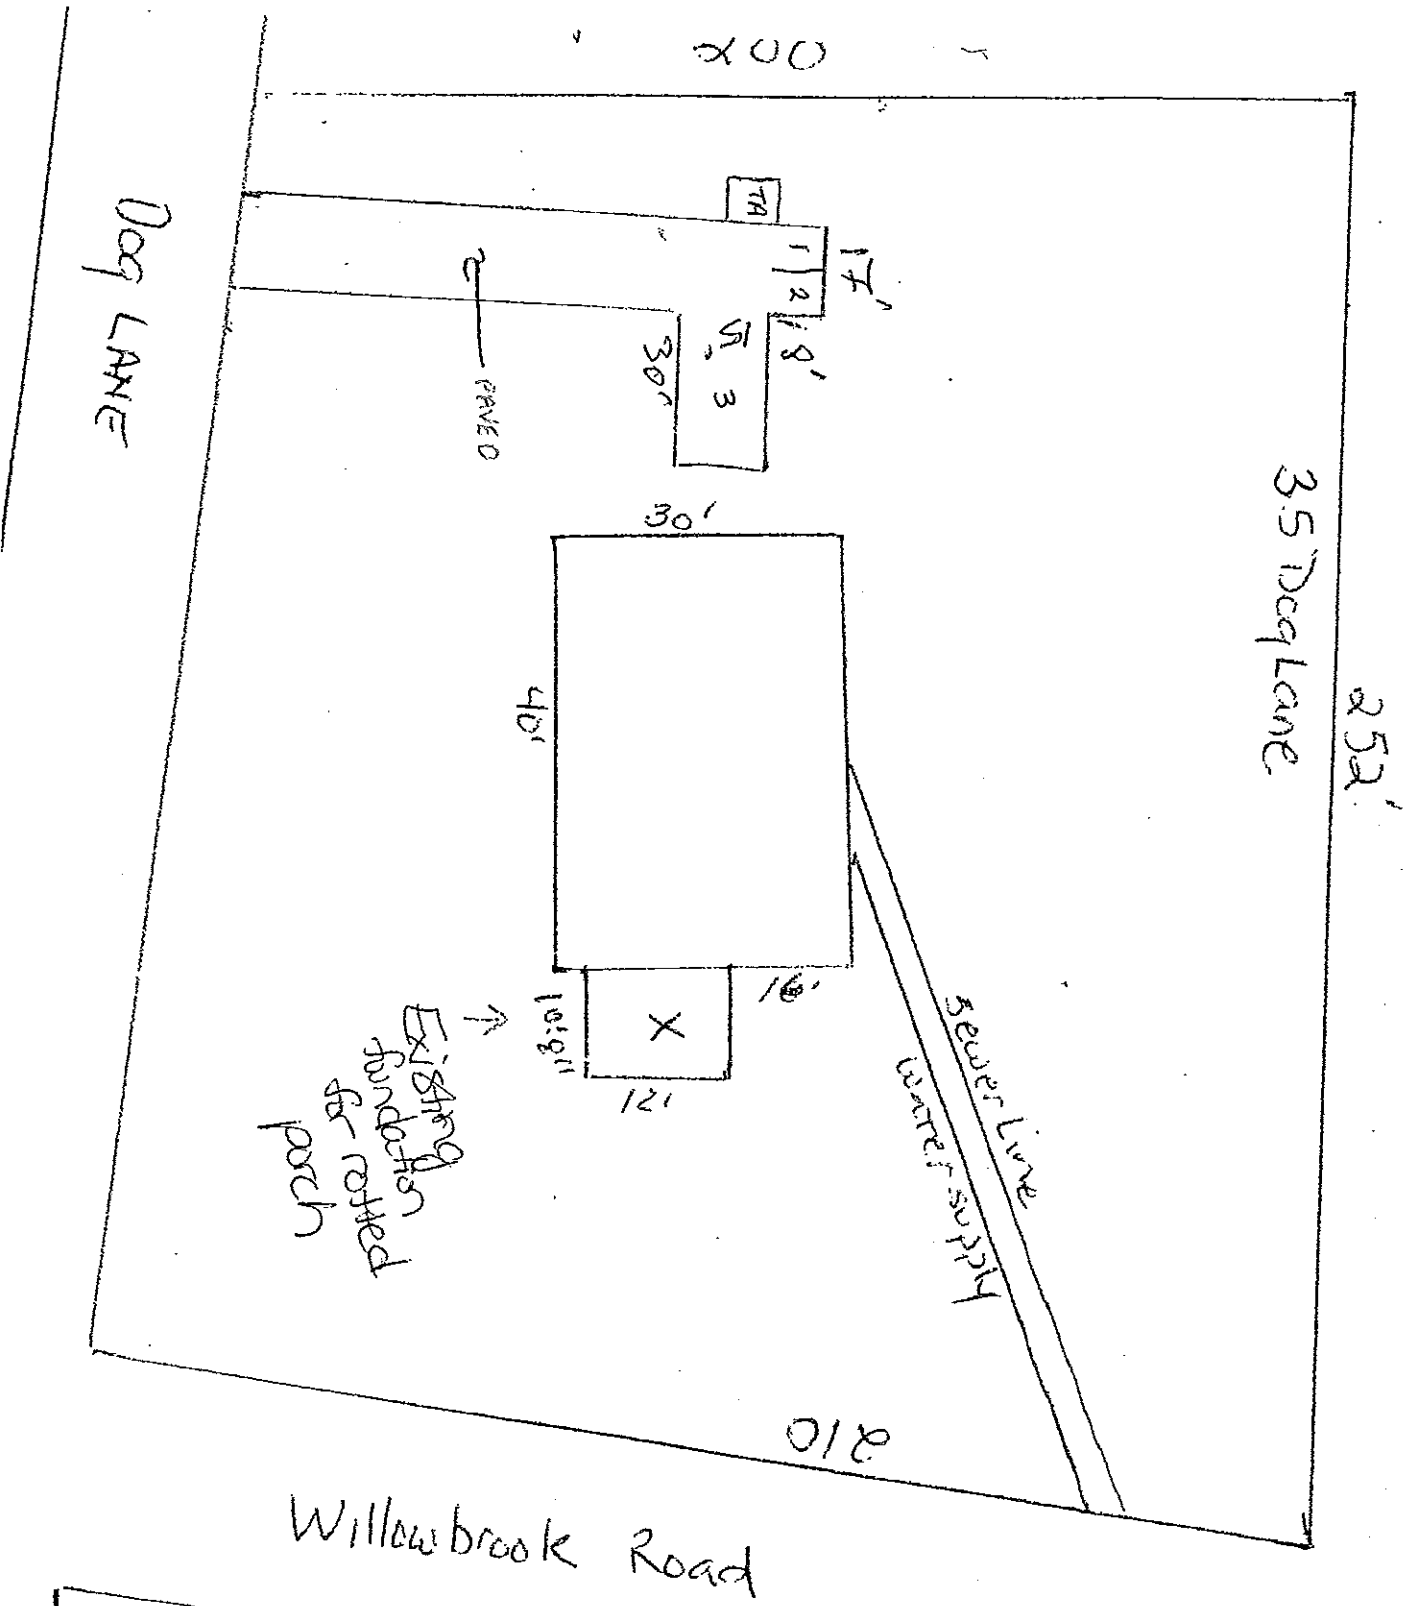 200
252'
35 Dog Lane
TA
1
2
17'
18'
15'
3
30'
PAVED
Dog LANE
30'
40'
16'
X
10'8"
12'
Existing
foundation
for rotted
porch
sewer Line
water supply
210
Willowbrook Road